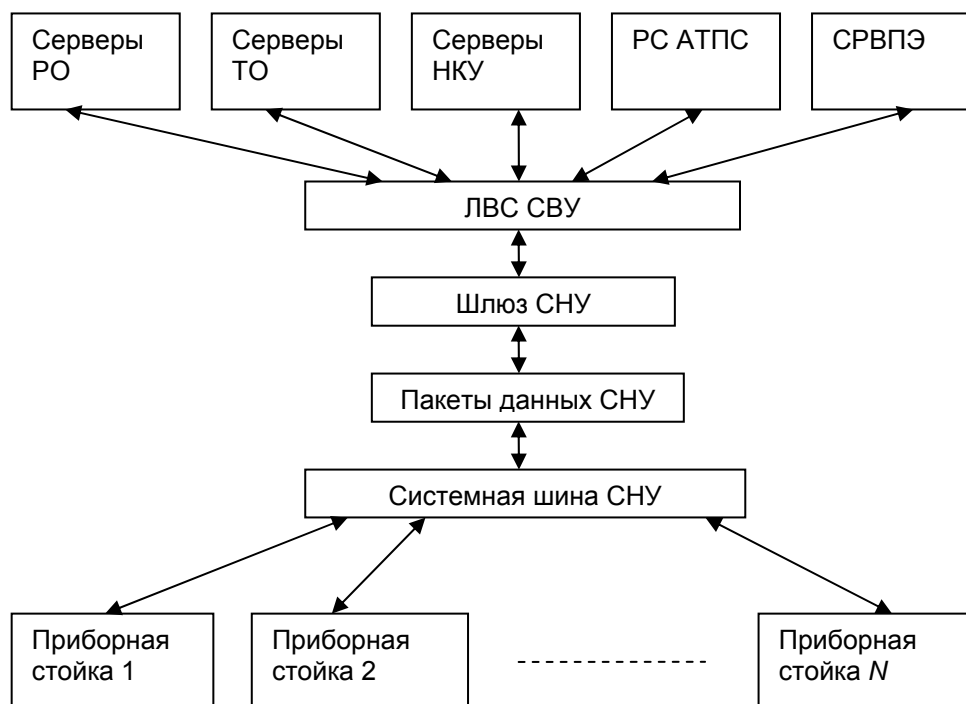 Серверы
РО
Серверы
ТО
Серверы
НКУ
РС АТПС
СРВПЭ
ЛВС СВУ
Шлюз СНУ
Пакеты данных СНУ
Системная шина СНУ
Приборная
стойка 1
Приборная
стойка 2
Приборная
стойка N